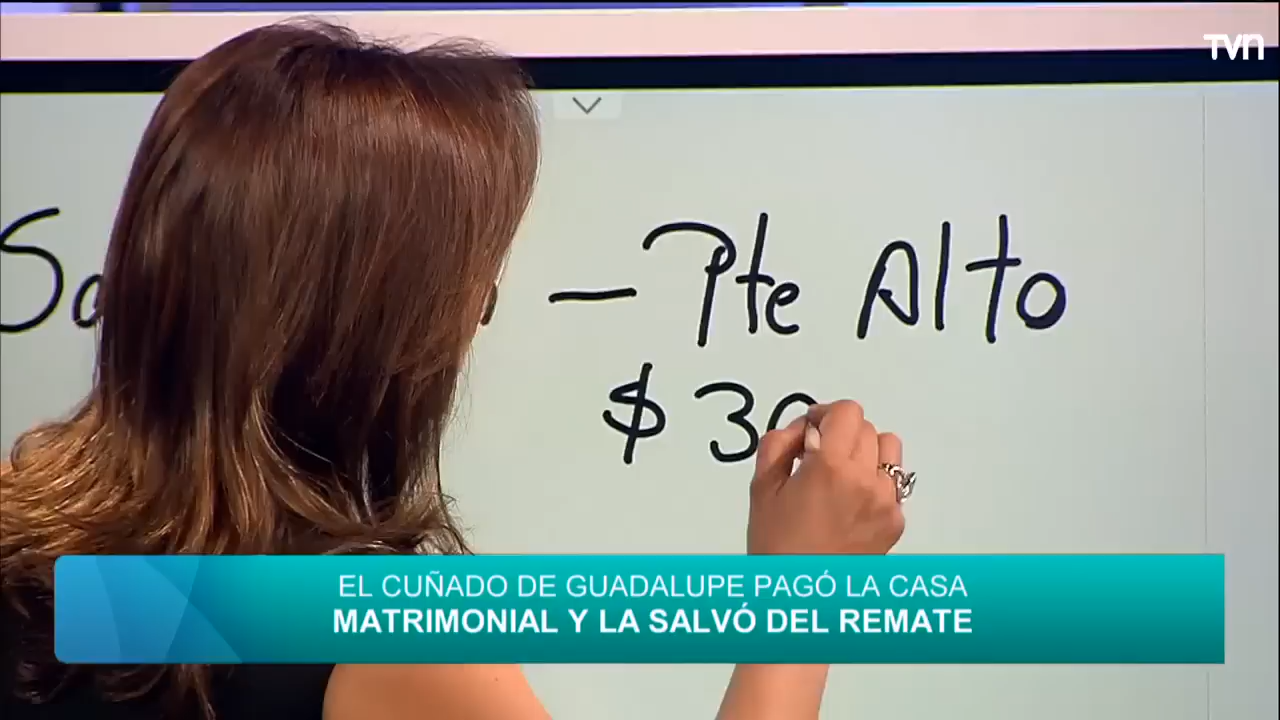 TVN
— Pte Alto
$ 30
EL CUÑADO DE GUADALUPE PAGÓ LA CASA
MATRIMONIAL Y LA SALVÓ DEL REMATE